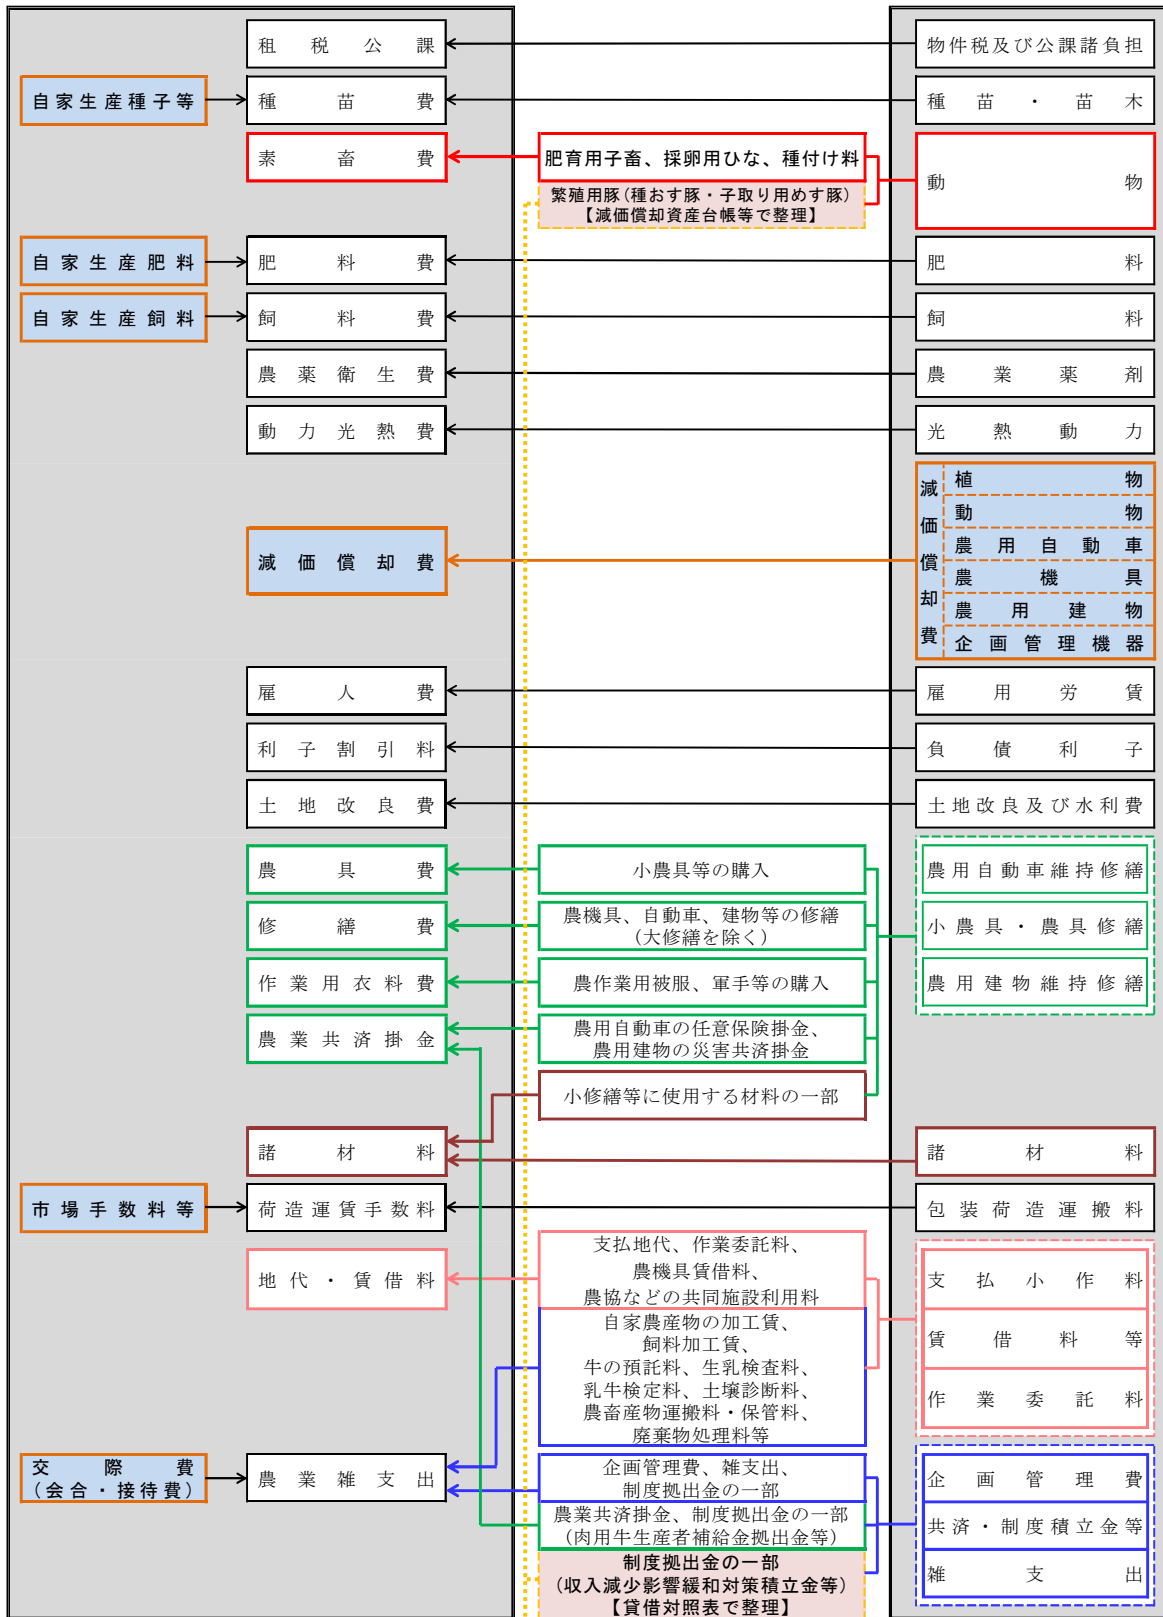 租税公課
物件税及び公課諸負担
自家生産種子等
種苗費
種苗・苗木
素畜費
肥育用子畜、採卵用ひな、種付け料
動物
繁殖用豚(種おす豚・子取り用めす豚)
【減価償却資産台帳等で整理】
自家生産肥料
肥料費
肥料
自家生産飼料
飼料費
飼料
農薬衛生費
農業薬剤
動力光熱費
光熱動力
減価償却費
減価償却費
植物
動物
農用自動車
農機具
農用建物
企画管理機器
雇人費
雇用労賃
利子割引料
負債利子
土地改良費
土地改良及び水利費
農具費
小農具等の購入
農用自動車維持修繕
修繕費
農機具、自動車、建物等の修繕
(大修繕を除く)
小農具・農具修繕
作業用衣料費
農作業用被服、軍手等の購入
農用建物維持修繕
農業共済掛金
農用自動車の任意保険掛金、
農用建物の災害共済掛金
小修繕等に使用する材料の一部
諸材料
諸材料
市場手数料等
荷造運賃手数料
包装荷造運搬料
地代・賃借料
支払地代、作業委託料、
農機具賃借料、
農協などの共同施設利用料
支払小作料
賃借料等
作業委託料
自家農産物の加工賃、
飼料加工賃、
牛の預託料、生乳検査料、
乳牛検定料、土壌診断料、
農畜産物運搬料・保管料、
廃棄物処理料等
交際費
(会合・接待費)
農業雑支出
企画管理費、雑支出、
制度拠出金の一部
企画管理費
農業共済掛金、制度拠出金の一部
(肉用牛生産者補給金拠出金等)
共済・制度積立金等
制度拠出金の一部
(収入減少影響緩和対策積立金等)
【貸借対照表で整理】
雑支出